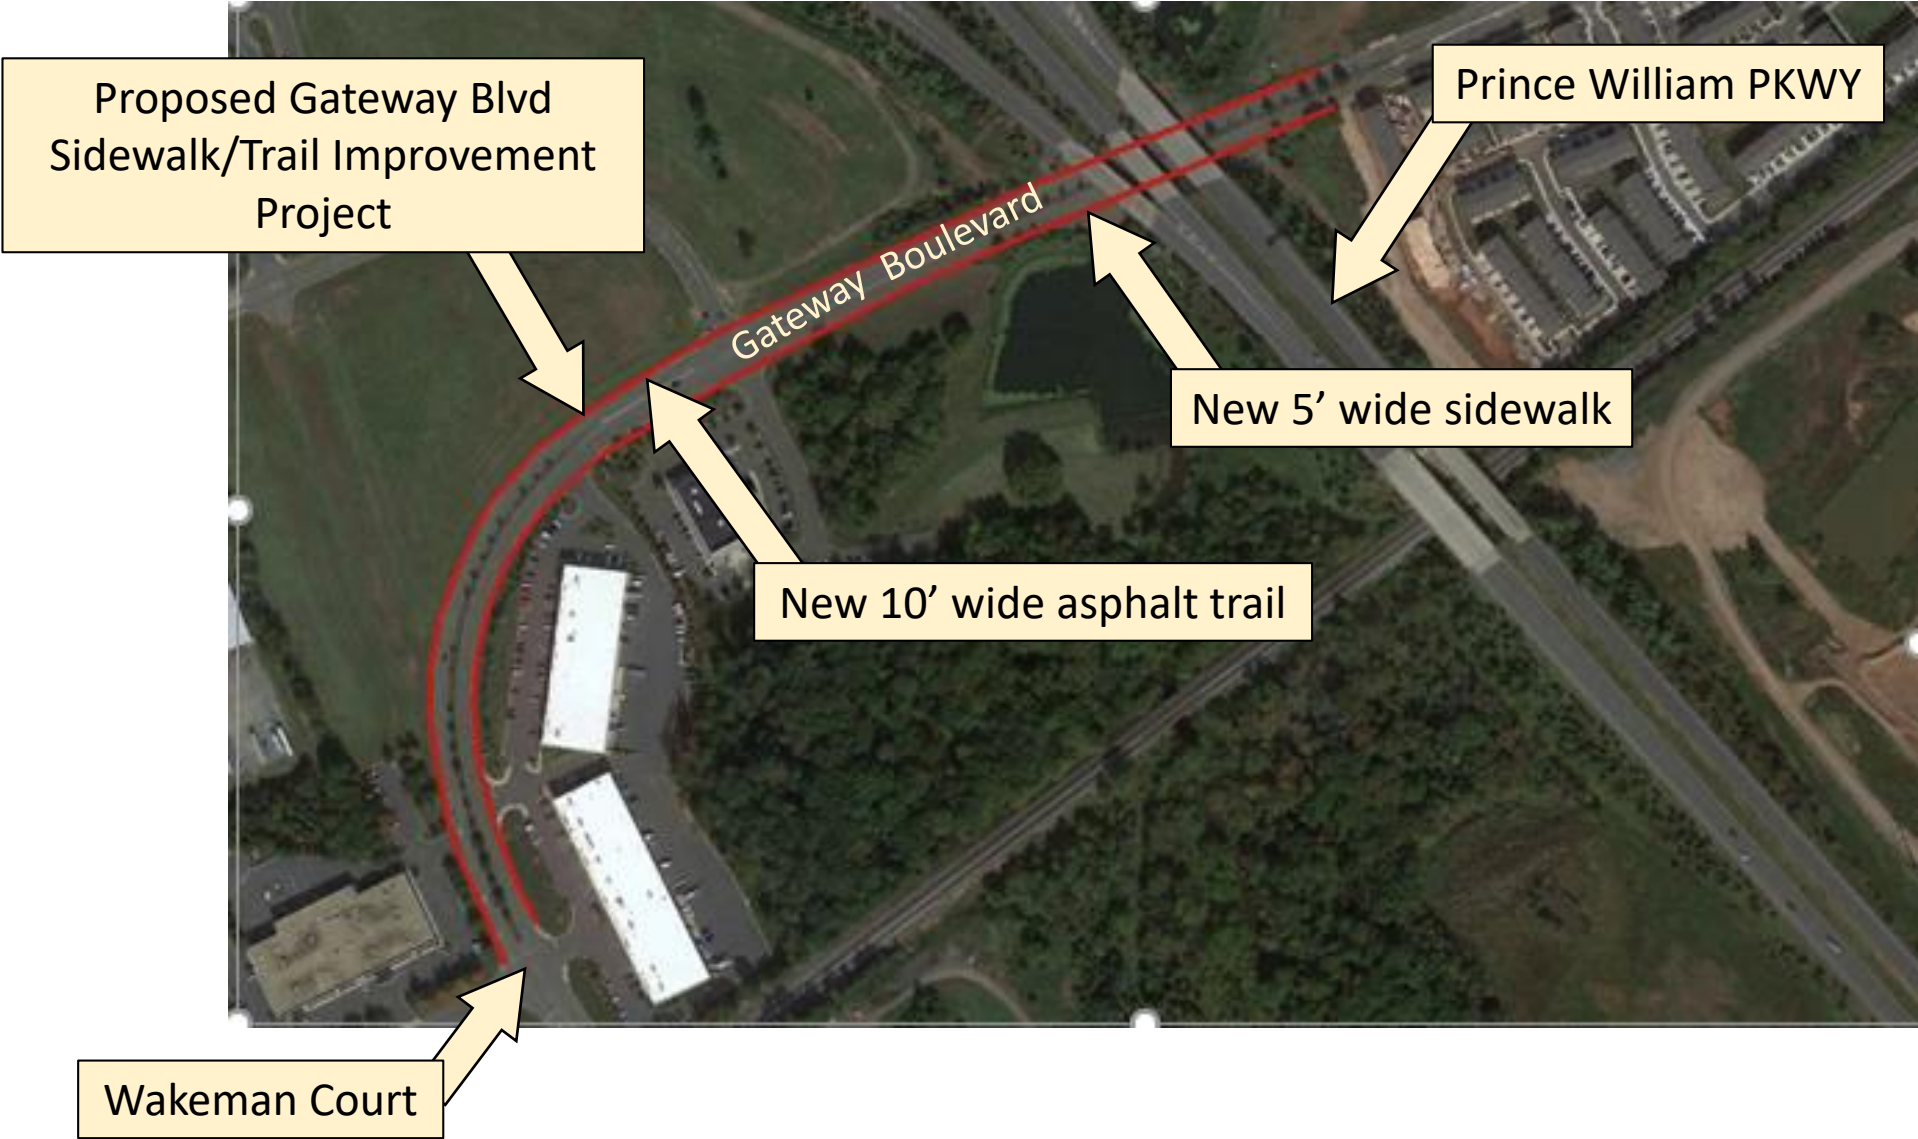 Proposed Gateway Blvd
Sidewalk/Trail Improvement
Project
Prince William PKWY
Gateway Boulevard
New 5’ wide sidewalk
New 10’ wide asphalt trail
Wakeman Court